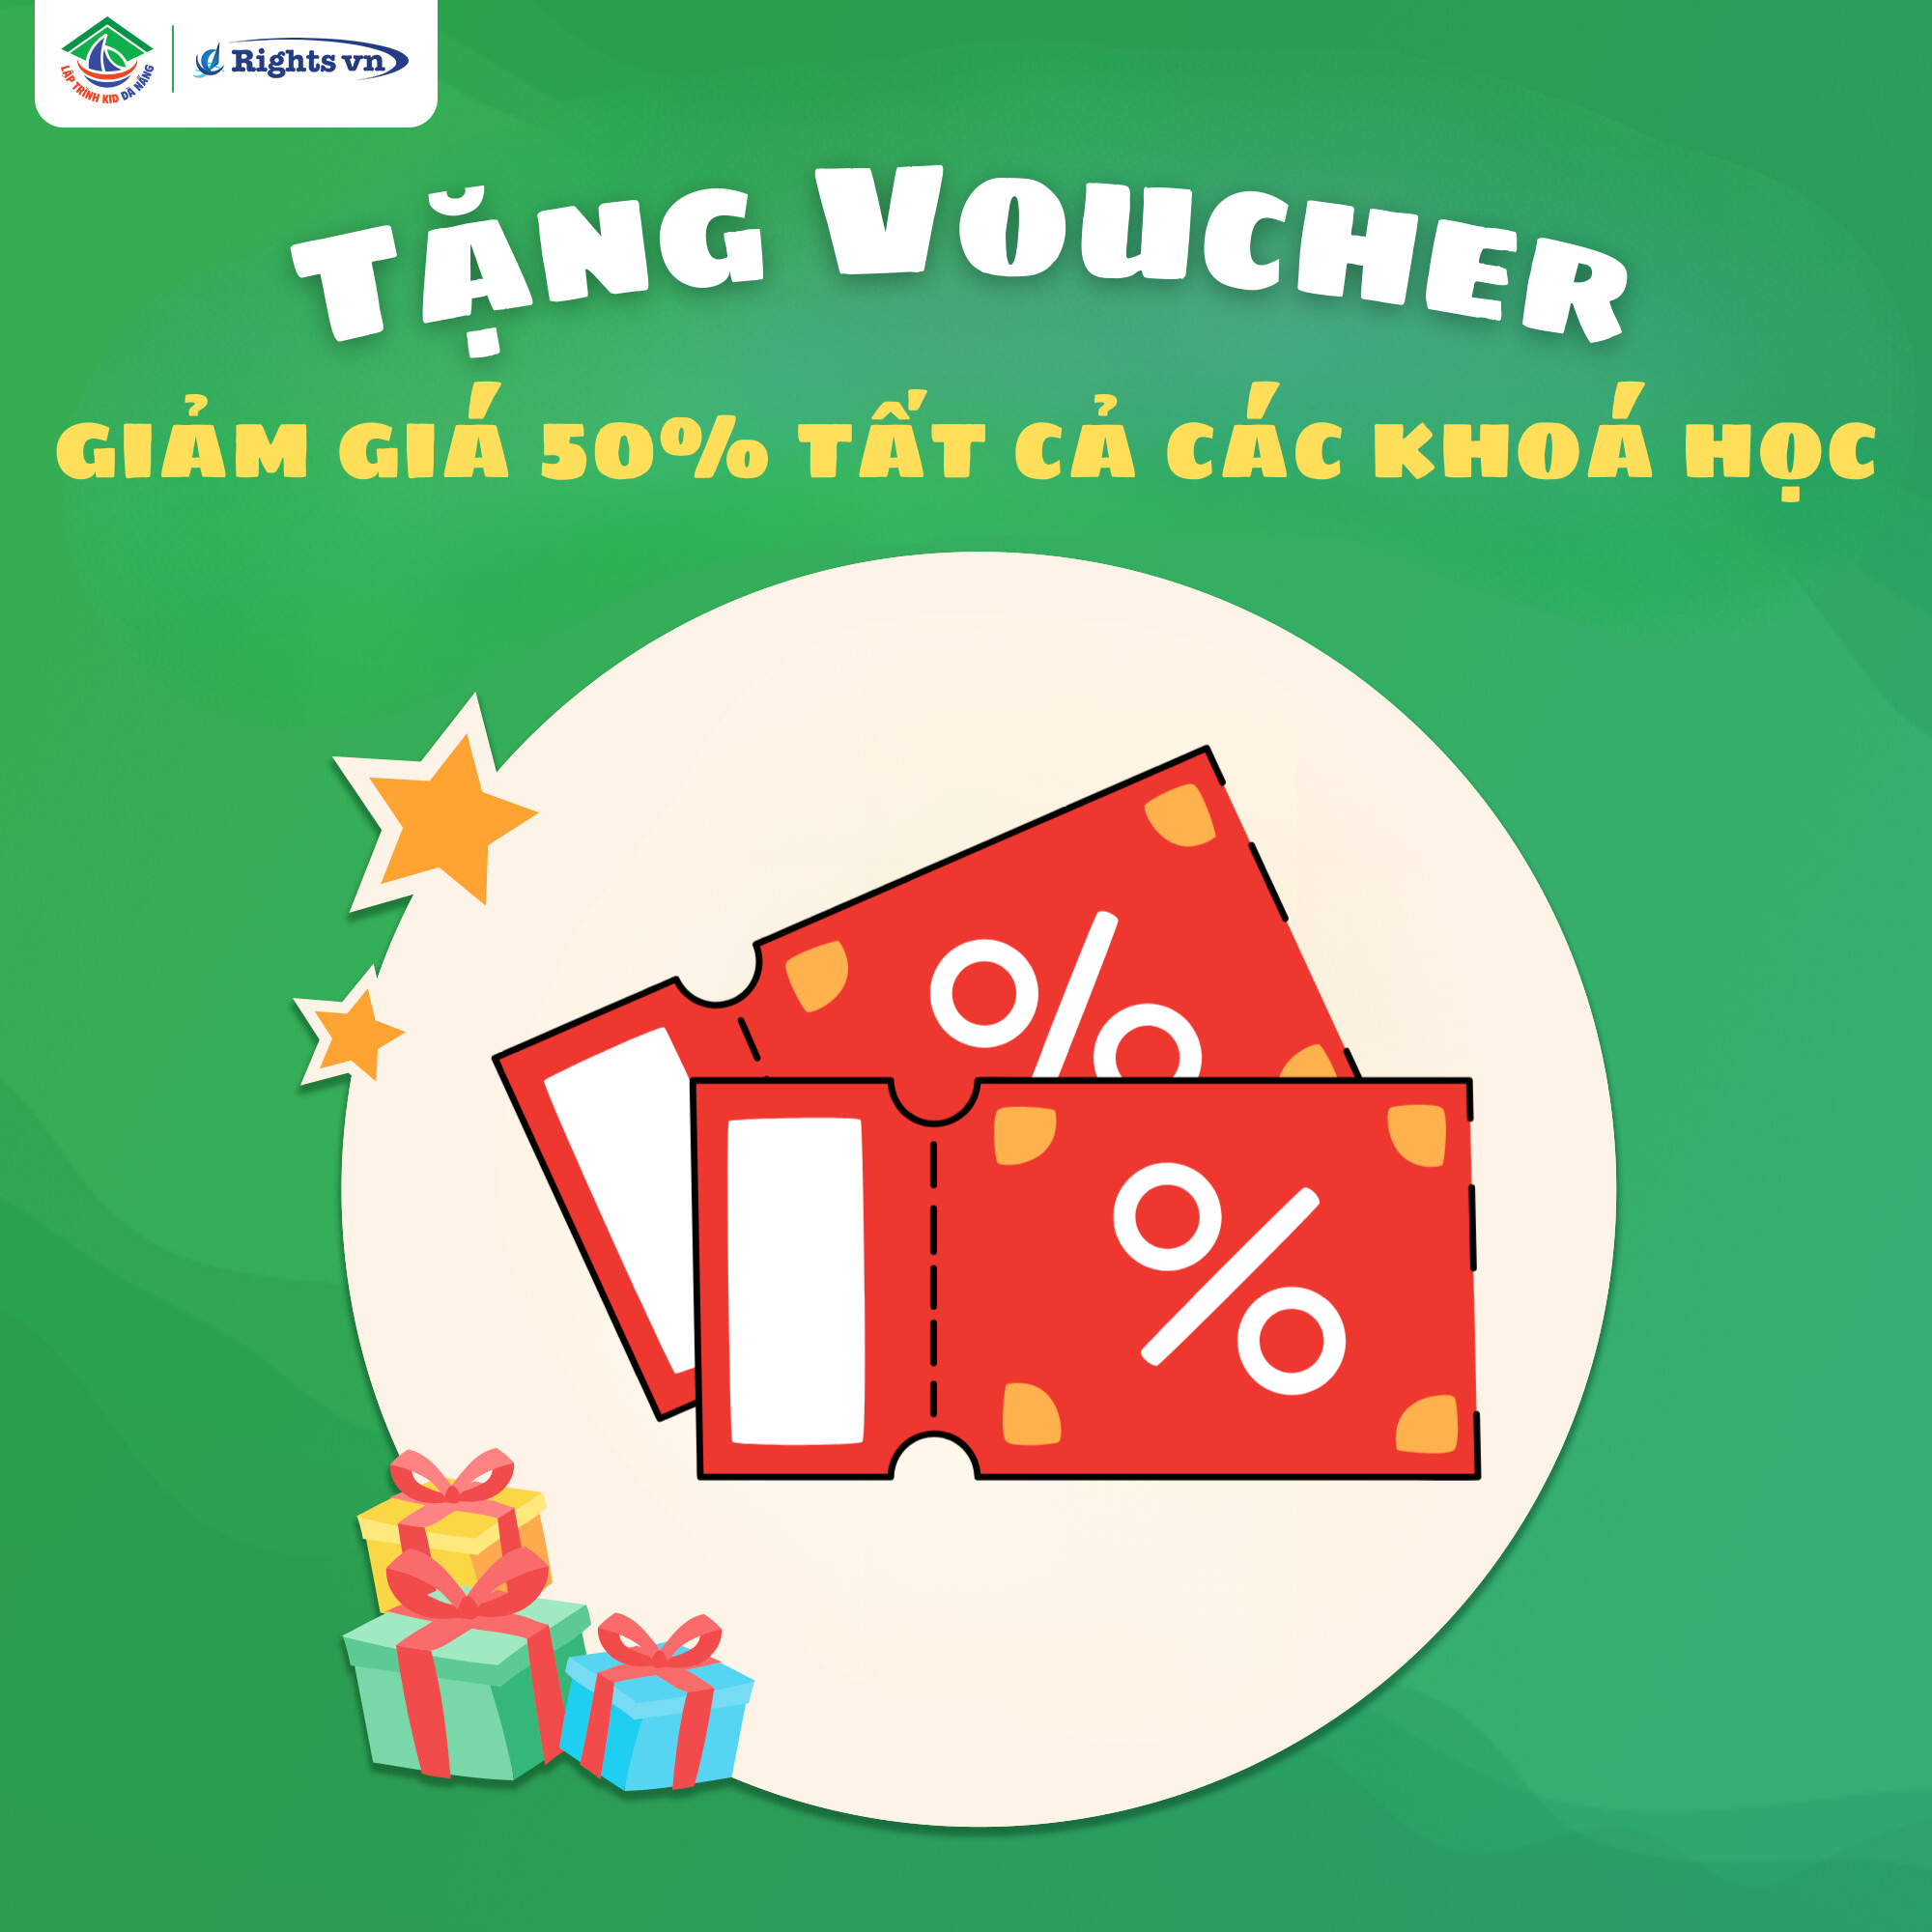 LẬP TRÌNH KID ĐÀ NẴNG
Rights vn
TẶNG VOUCHER
GIẢM GIÁ 50% TẤT CẢ CÁC KHOÁ HỌC
%
%